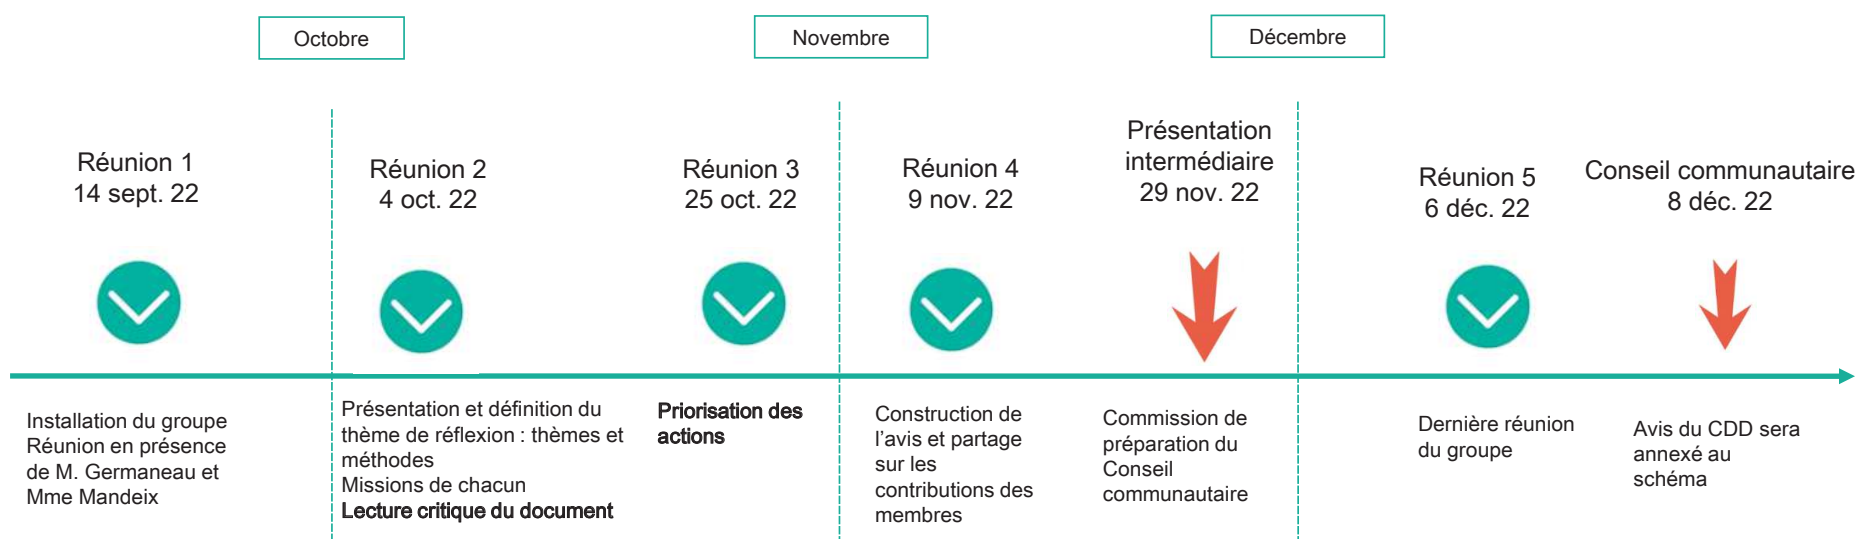 Octobre
Novembre
Décembre
Réunion 1
14 sept. 22
Réunion 2
4 oct. 22
Réunion 3
25 oct. 22
Réunion 4
9 nov. 22
Présentation
intermédiaire
29 nov. 22
Réunion 5
6 déc. 22
Conseil communautaire
8 déc. 22
Installation du groupe
Réunion en présence
de M. Germaneau et
Mme Mandeix
Présentation et définition du
thème de réflexion : thèmes et
méthodes
Missions de chacun
Lecture critique du document
Priorisation des
actions
Construction de
l'avis et partage
sur les
contributions des
membres
Commission de
préparation du
Conseil
communautaire
Dernière réunion
du groupe
Avis du CDD sera
annexé au
schéma